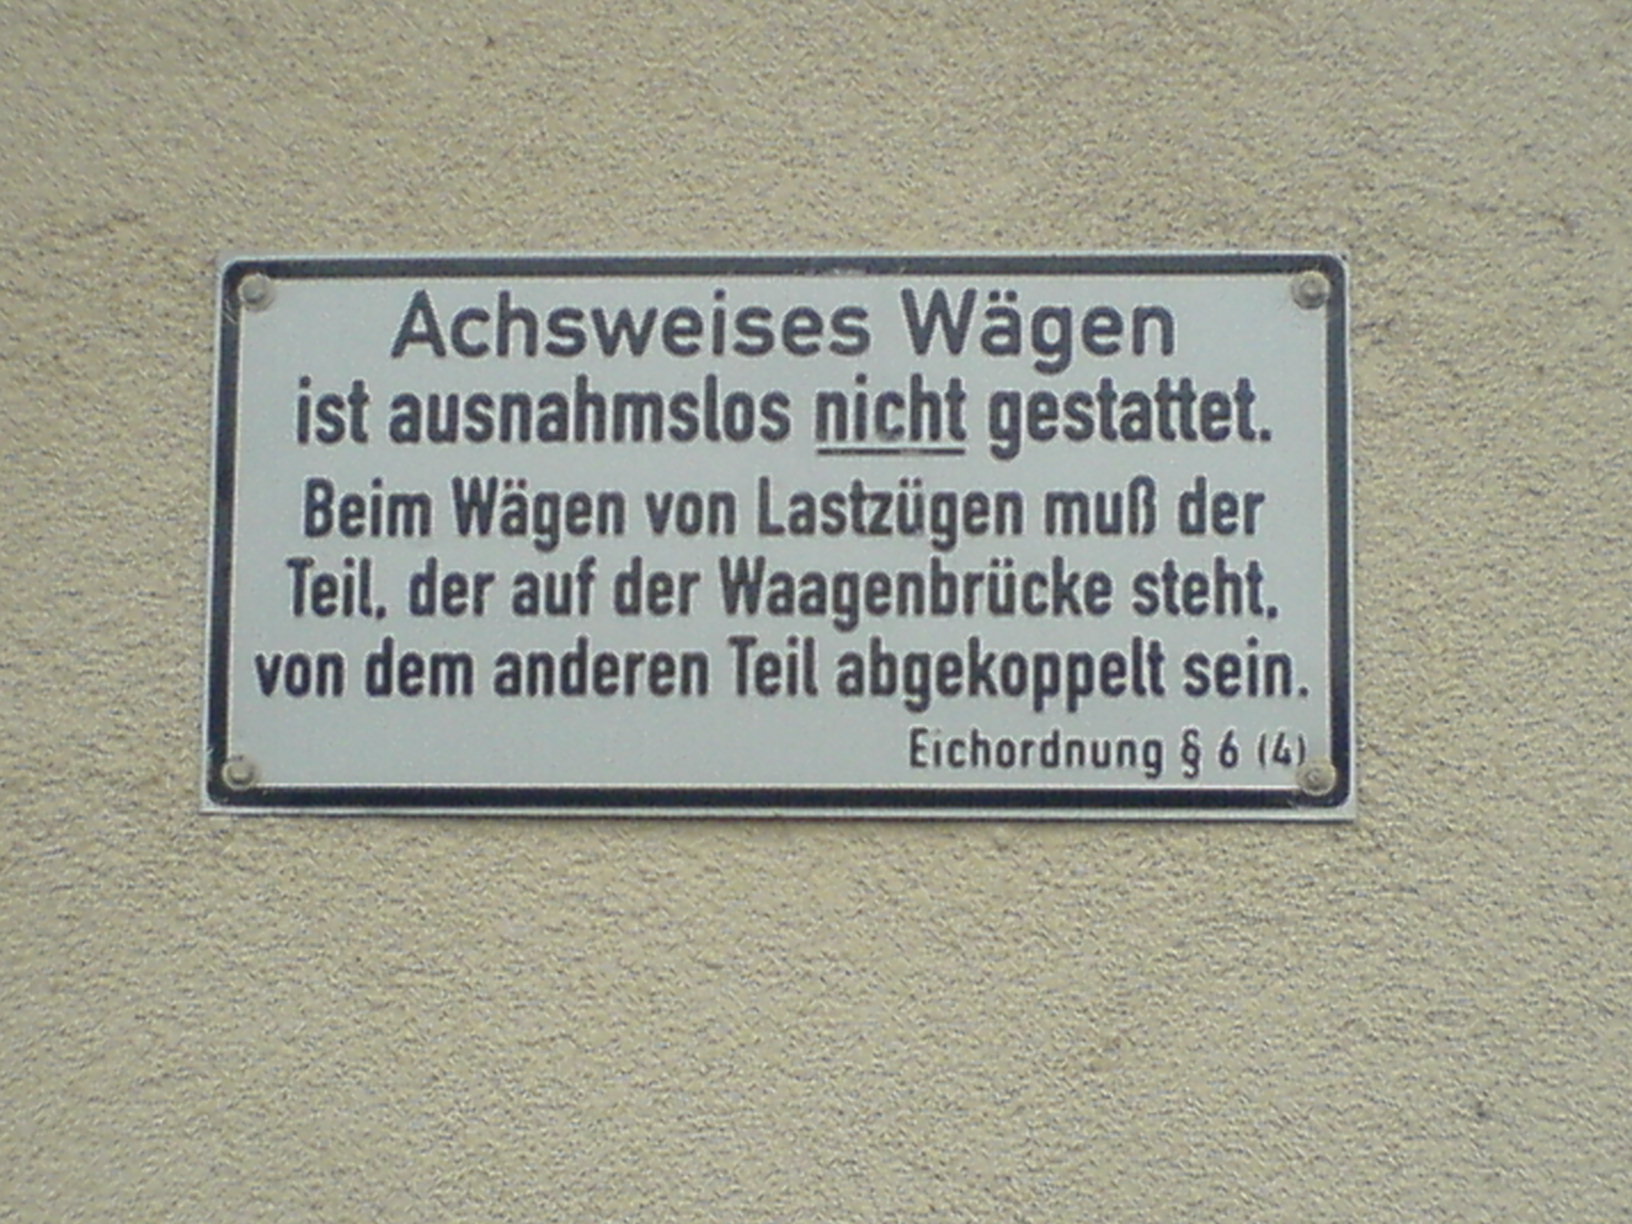 Achsweises Wägen
ist ausnahmslos nicht gestattet.
Beim Wägen von Lastzügen muß der
Teil, der auf der Waagenbrücke steht,
von dem anderen Teil abgekoppelt sein.
Eichordnung § 6 (4)